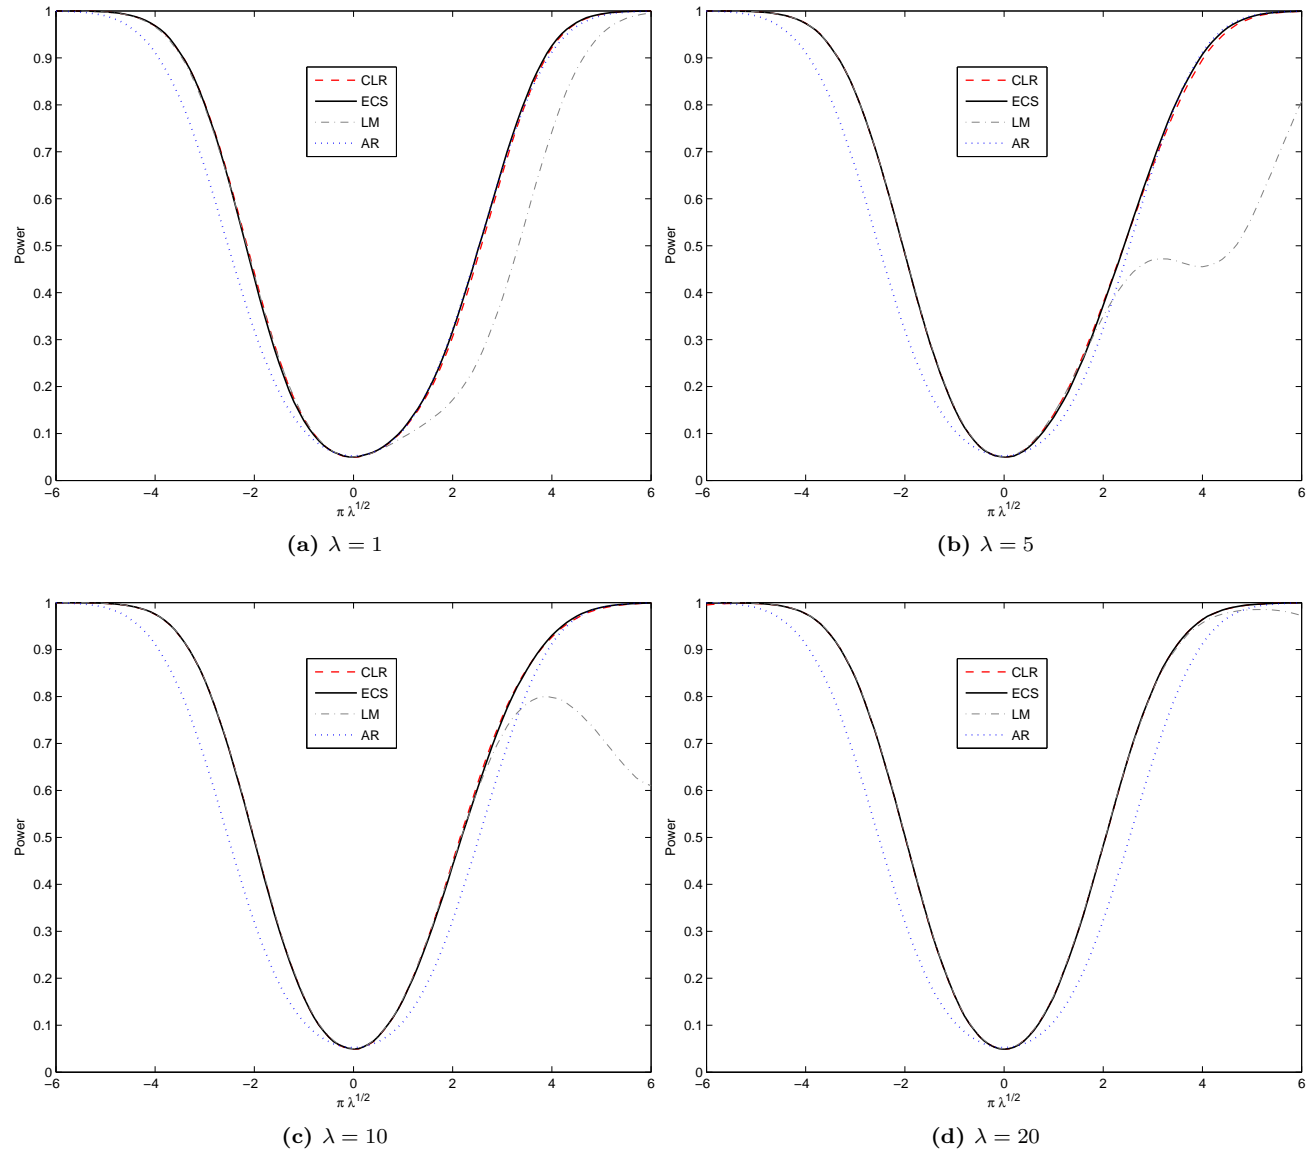 1
0.9
0.8
0.7
0.6
0.5
0.4
0.3
0.2
0.1
0
Power
CLR
ECS
LM
AR
−6 −4 −2 0 2 4 6
π λ^1/2
(a) λ = 1
1
0.9
0.8
0.7
0.6
0.5
0.4
0.3
0.2
0.1
0
Power
CLR
ECS
LM
AR
−6 −4 −2 0 2 4 6
π λ^1/2
(b) λ = 5
1
0.9
0.8
0.7
0.6
0.5
0.4
0.3
0.2
0.1
0
Power
CLR
ECS
LM
AR
−6 −4 −2 0 2 4 6
π λ^1/2
(c) λ = 10
1
0.9
0.8
0.7
0.6
0.5
0.4
0.3
0.2
0.1
0
Power
CLR
ECS
LM
AR
−6 −4 −2 0 2 4 6
π λ^1/2
(d) λ = 20